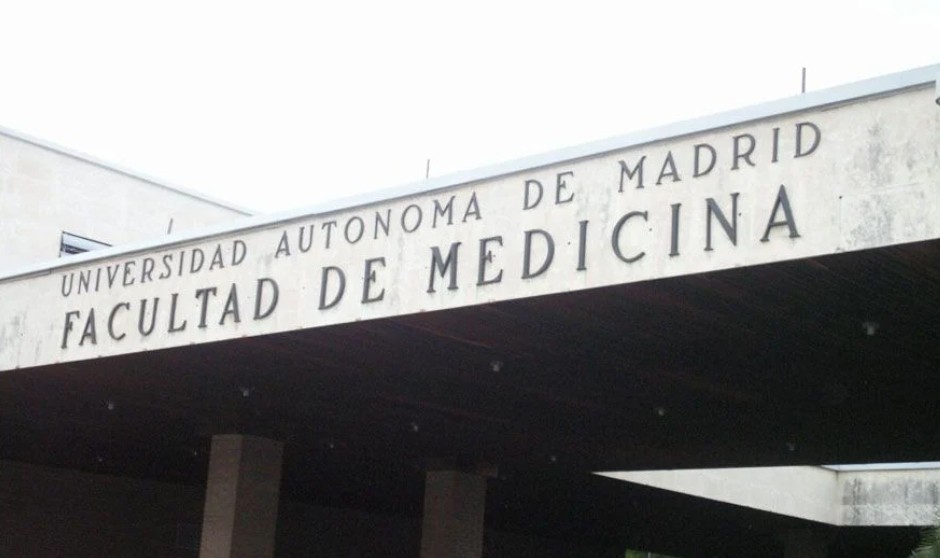 UNIVERSIDAD AUTONOMA DE MADRID
FACULTAD DE MEDICINA